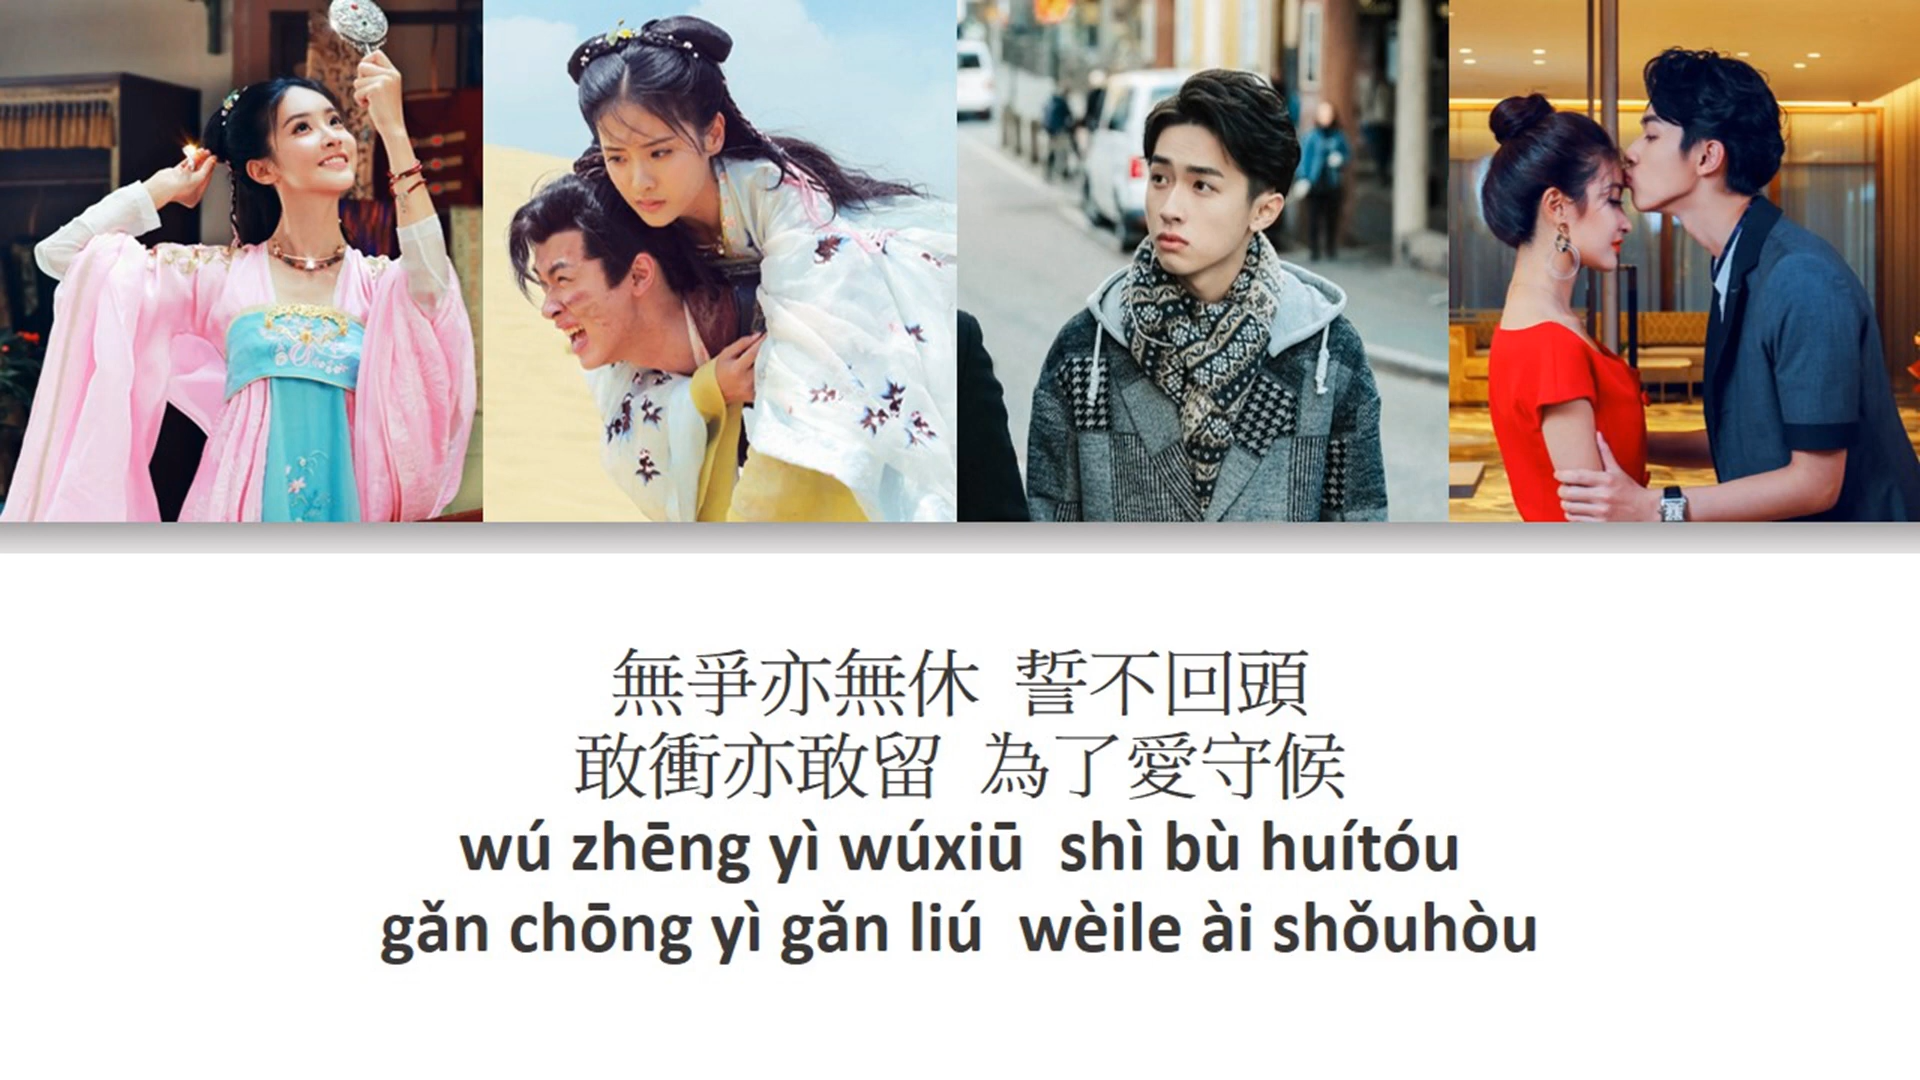 無爭亦無休 誓不回頭
敢衝亦敢留 為了愛守候
wú zhēng yì wúxiū shì bù huítóu
gǎn chōng yì gǎn liú wèile ài shǒuhòu